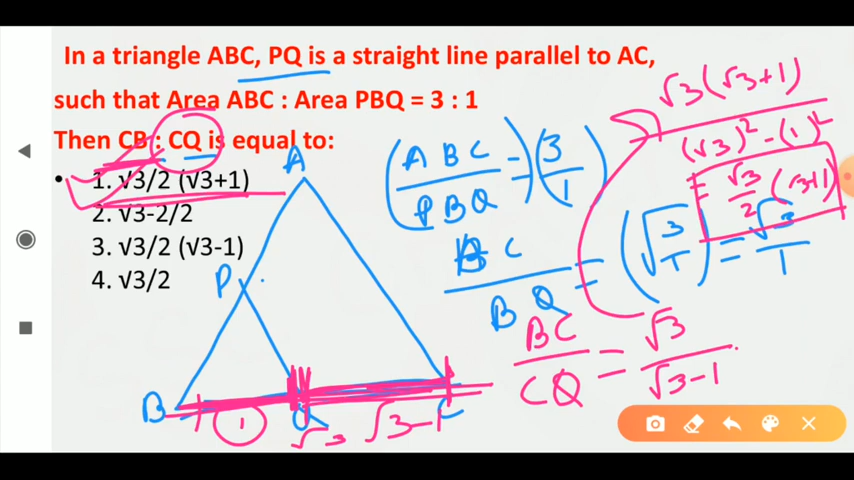 In a triangle ABC, PQ is a straight line parallel to AC,
such that Area ABC : Area PBQ = 3 : 1
Then CB : CQ is equal to:
• 1. √3/2 (√3+1)
2. √3-2/2
3. √3/2 (√3-1)
4. √3/2
A
P
B
Q
C
1
√3
√3-1
(ABC/PBQ) = (3/1)
BC/BQ = (√3/1) = √3/1
BC/CQ = √3/√3-1
√3(√3+1)
(√3)² - (1)²
= √3/2 (√3+1)